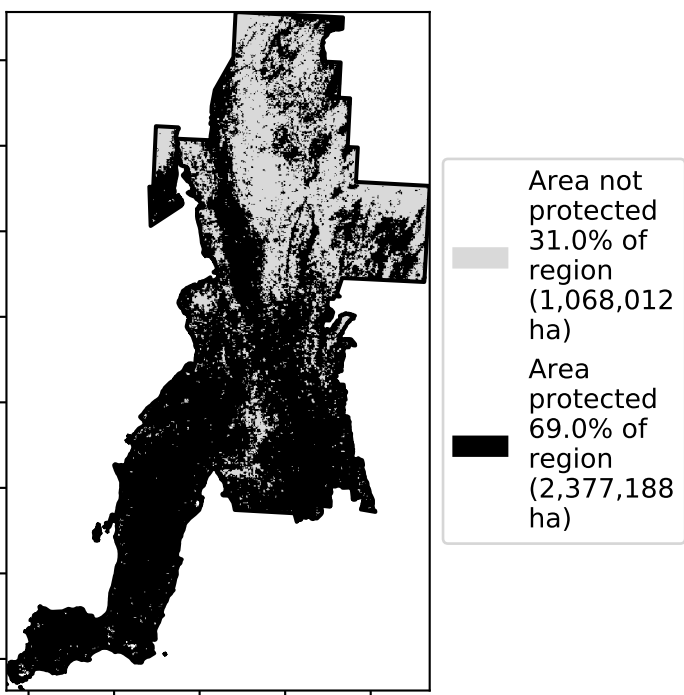 Area not
protected
31.0% of
region
(1,068,012
ha)
Area
protected
69.0% of
region
(2,377,188
ha)